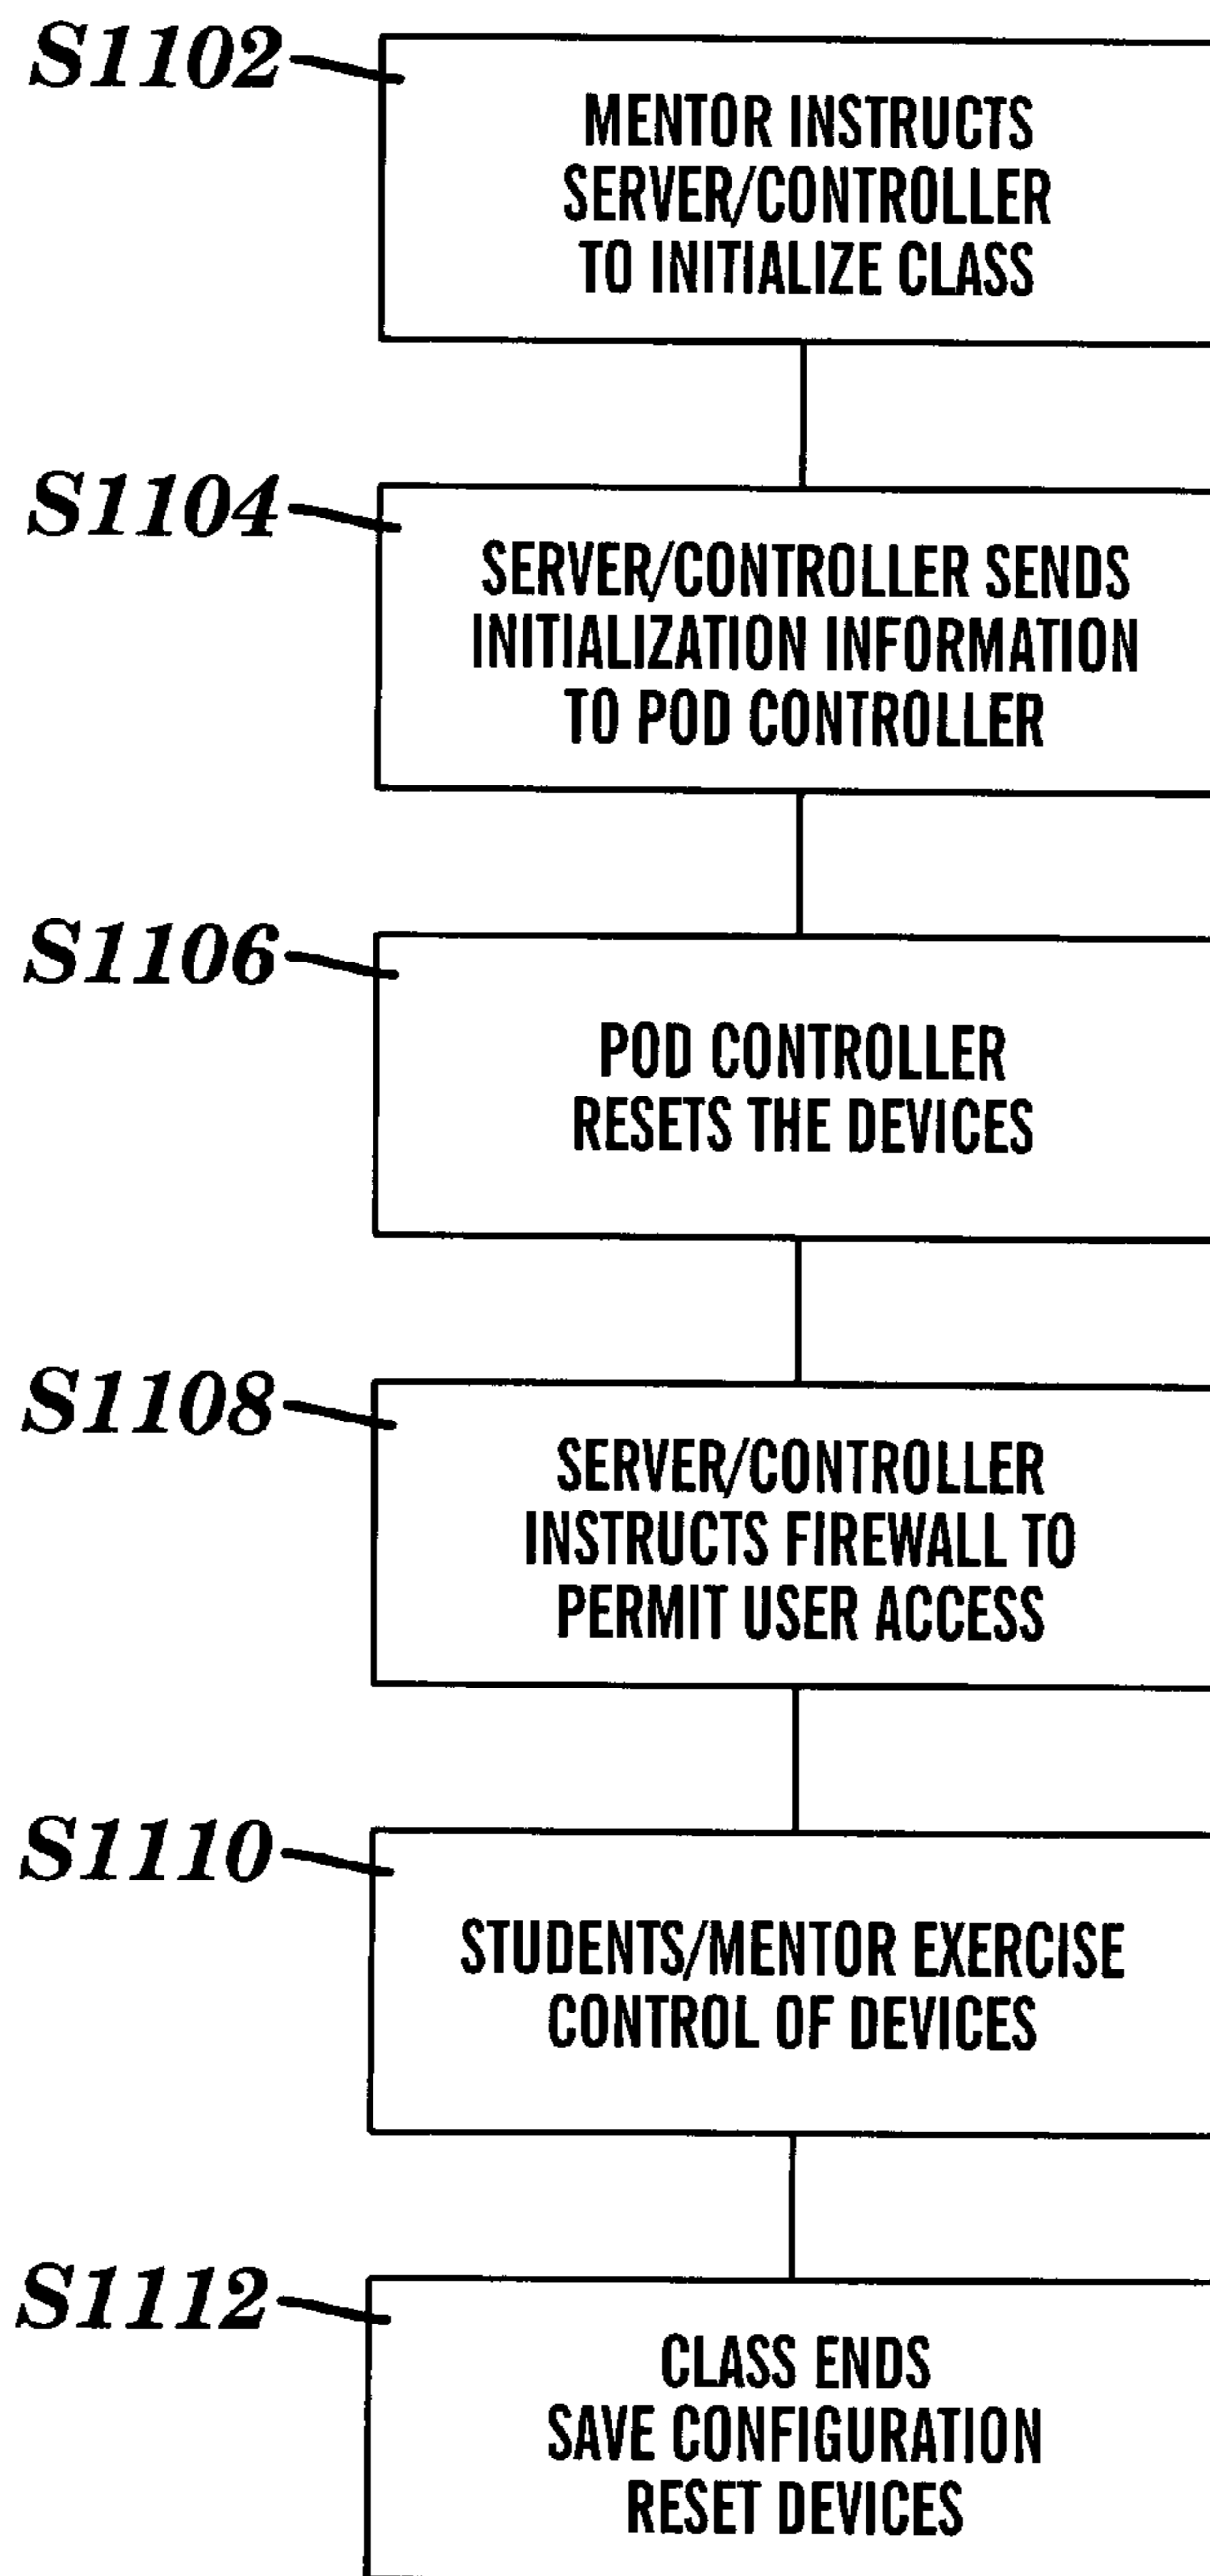 S1102
MENTOR INSTRUCTS
SERVER/CONTROLLER
TO INITIALIZE CLASS
S1104
SERVER/CONTROLLER SENDS
INITIALIZATION INFORMATION
TO POD CONTROLLER
S1106
POD CONTROLLER
RESETS THE DEVICES
S1108
SERVER/CONTROLLER
INSTRUCTS FIREWALL TO
PERMIT USER ACCESS
S1110
STUDENTS/MENTOR EXERCISE
CONTROL OF DEVICES
S1112
CLASS ENDS
SAVE CONFIGURATION
RESET DEVICES